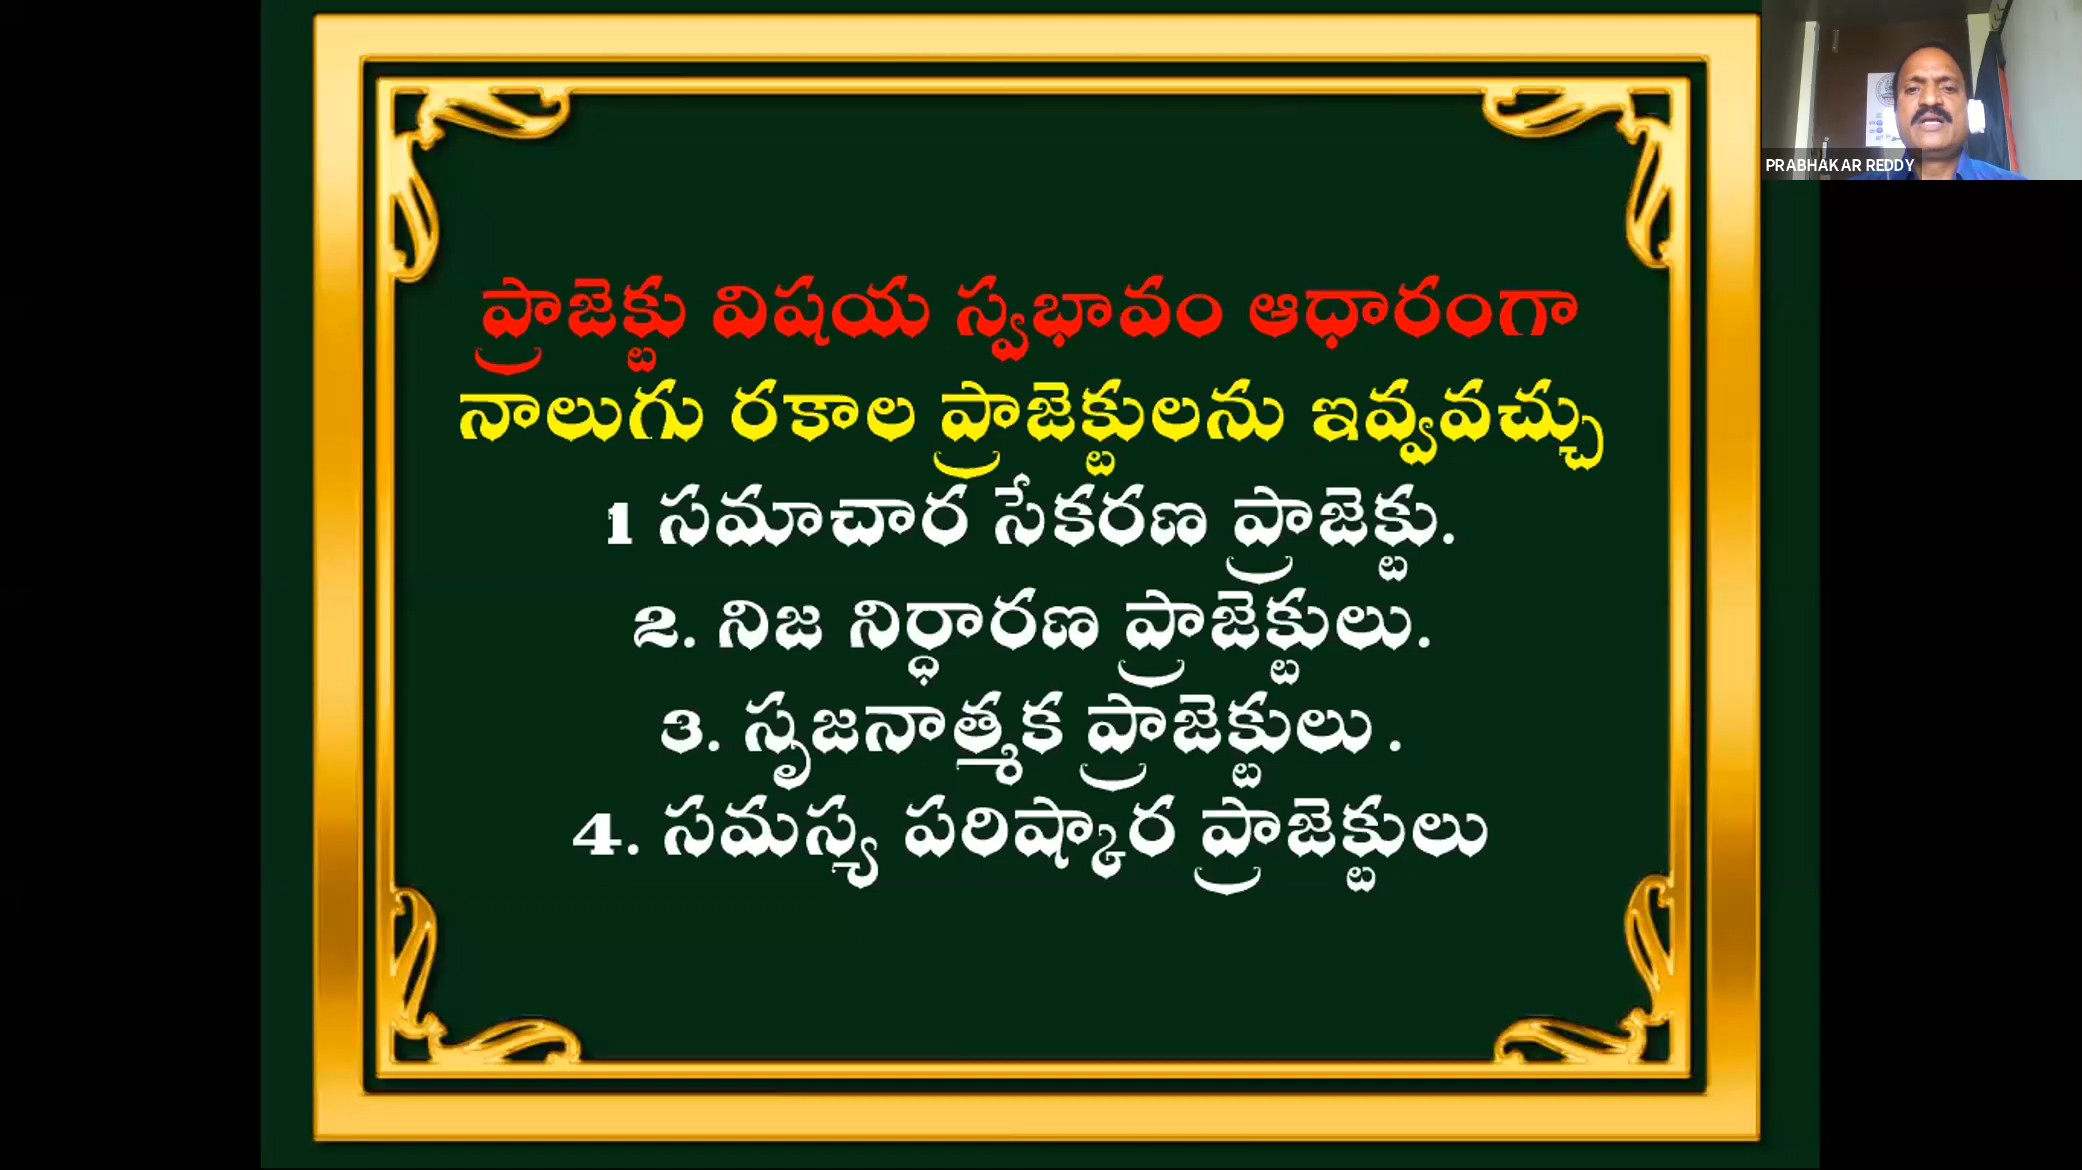 ప్రాజెక్టు విషయ స్వభావం ఆధారంగా
నాలుగు రకాల ప్రాజెక్టులను ఇవ్వవచ్చు
1 సమాచార సేకరణ ప్రాజెక్టు.
2. నిజ నిర్ధారణ ప్రాజెక్టులు.
3. సృజనాత్మక ప్రాజెక్టులు .
4. సమస్య పరిష్కార ప్రాజెక్టులు
PRABHAKAR REDDY